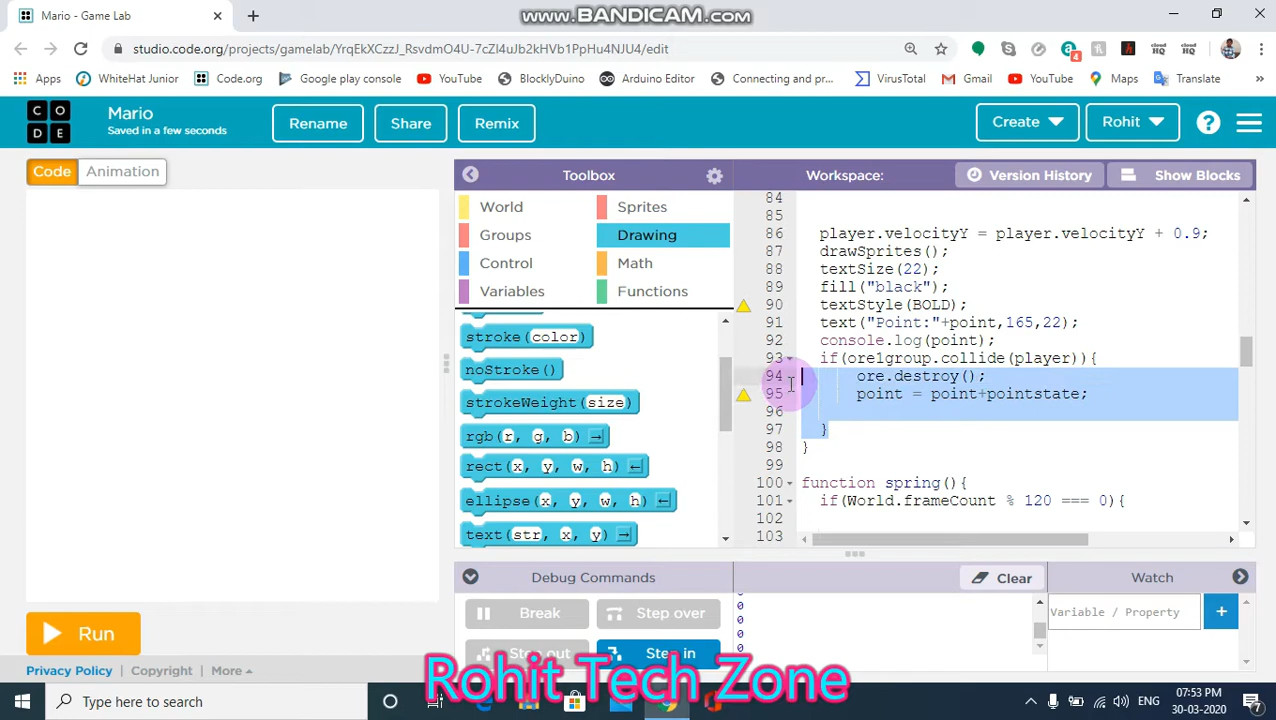 Mario - Game Lab
www.BANDICAM.com
studio.code.org/projects/gamelab/YrqEkXCzzJ_RsvdmO4U-7cZl4uJb2kHVb1PpHu4NJU4/edit
Apps
WhiteHat Junior
Code.org
Google play console
YouTube
BlocklyDuino
Arduino Editor
Connecting and pr...
VirusTotal
Gmail
YouTube
Maps
Translate
CODE
Mario
Saved in a few seconds
Rename
Share
Remix
Create
Rohit
Code
Animation
Toolbox
Workspace:
Version History
Show Blocks
World
Sprites
Groups
Drawing
Control
Math
Variables
Functions
stroke(color)
noStroke()
strokeWeight(size)
rgb(r, g, b)
rect(x, y, w, h)
ellipse(x, y, w, h)
text(str, x, y)
84
85
86 player.velocityY = player.velocityY + 0.9;
87 drawSprites();
88 textSize(22);
89 fill("black");
90 textStyle(BOLD);
91 text("Point:"+point,165,22);
92 console.log(point);
93 if(ore1group.collide(player)){
94 ore.destroy();
95 point = point+pointstate;
96
97 }
98 }
99
100 function spring(){
101 if(World.frameCount % 120 === 0){
102
103
Debug Commands
Clear
Watch
Break
Step over
Step out
Step in
0
0
0
0
Variable / Property
Run
Privacy Policy
Copyright
More
Rohit Tech Zone
Type here to search
ENG
07:53 PM
30-03-2020
7